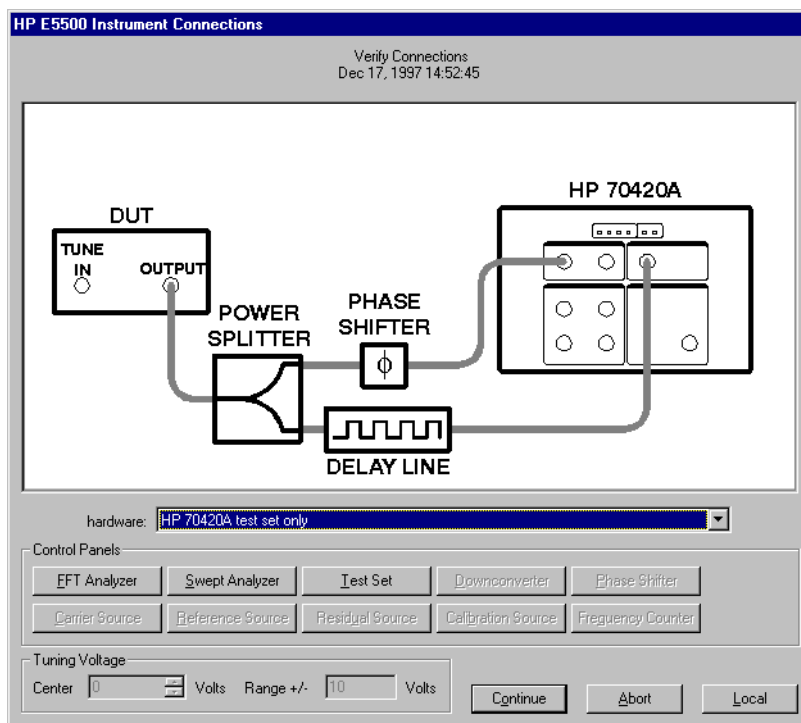 HP E5500 Instrument Connections
Verify Connections
Dec 17, 1997 14:52:45
HP 70420A
DUT
TUNE
IN
OUTPUT
POWER
SPLITTER
PHASE
SHIFTER
ϕ
DELAY LINE
hardware: HP 70420A test set only
Control Panels
FFT Analyzer Swept Analyzer Test Set Downconverter Phase Shifter
Carrier Source Reference Source Residual Source Calibration Source Frequency Counter
Tuning Voltage
Center 0 Volts Range +/- 10 Volts
Continue Abort Local